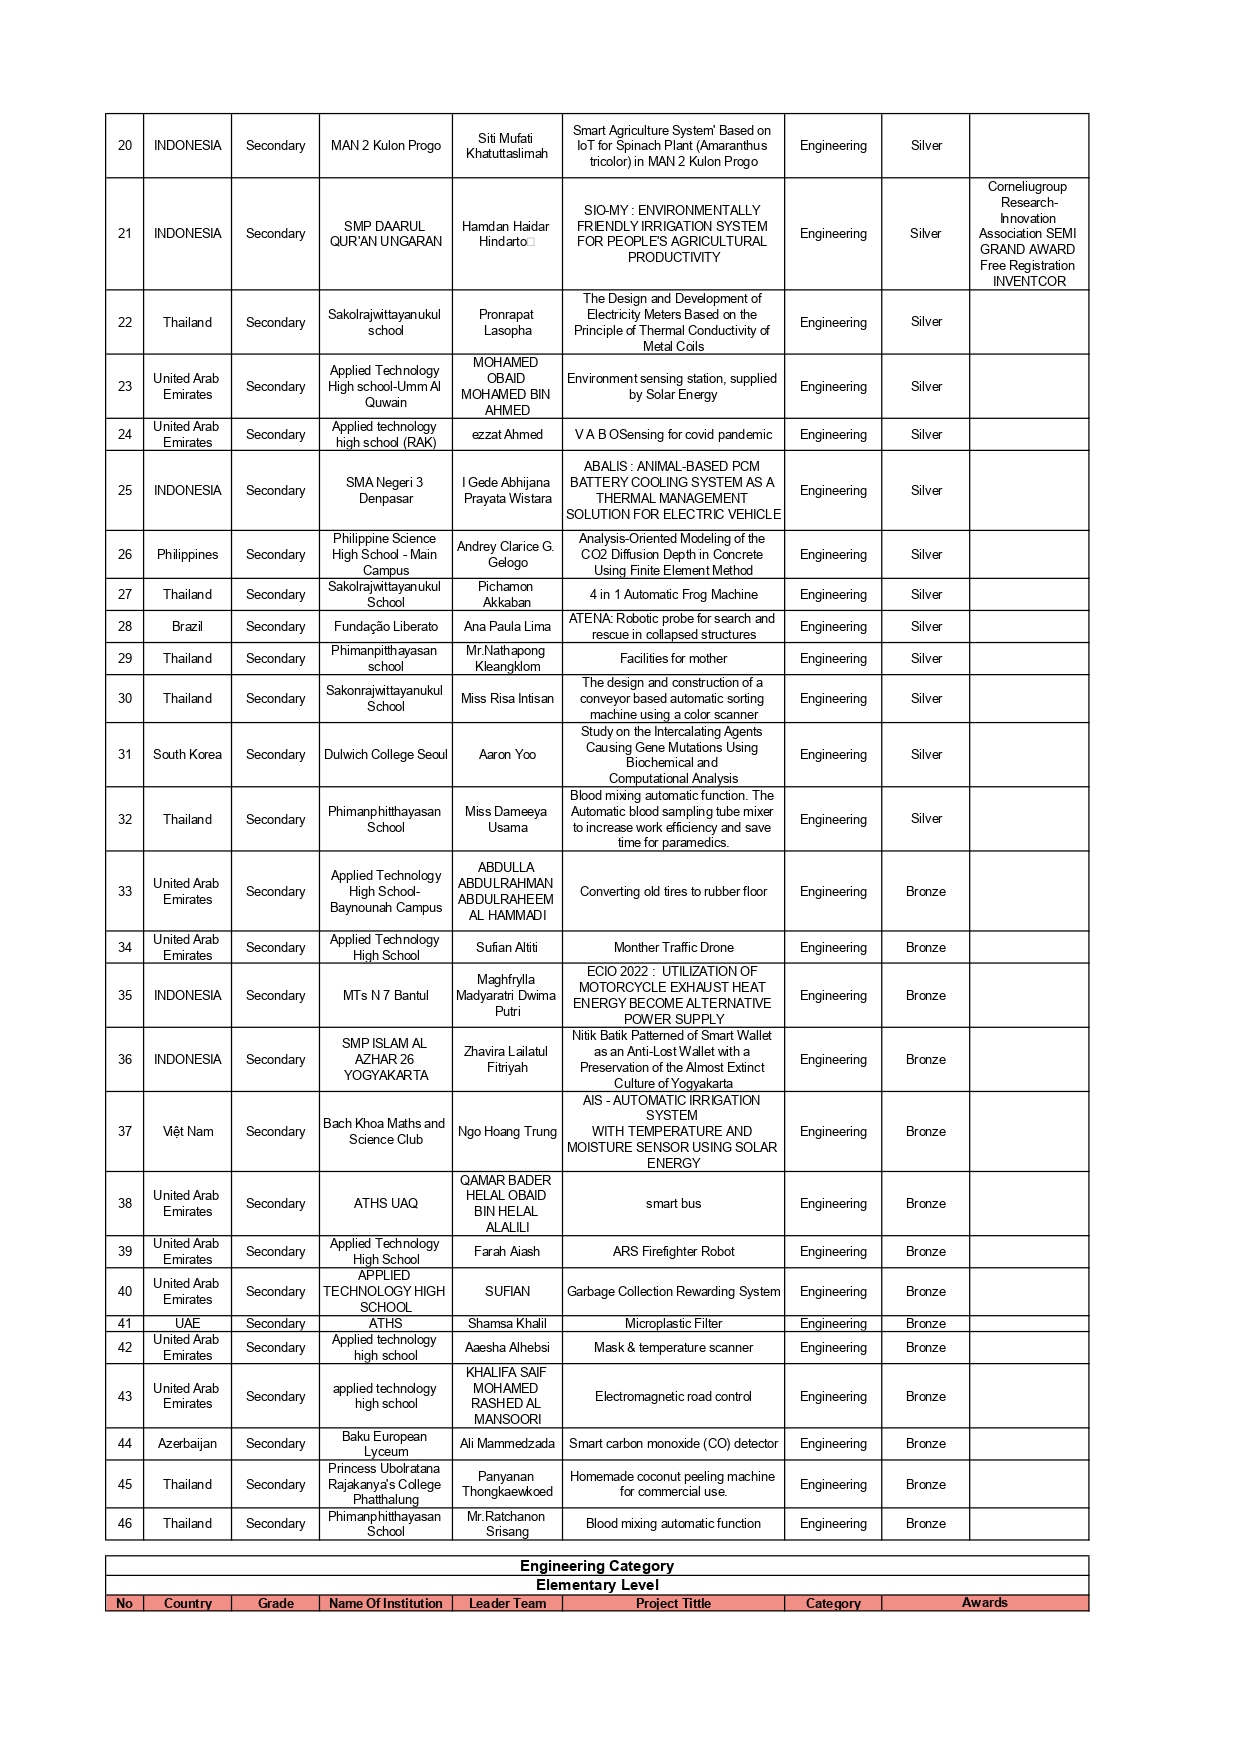 20 INDONESIA Secondary MAN 2 Kulon Progo Siti Mufati Khatuttaslimah Smart Agriculture System' Based on IoT for Spinach Plant (Amaranthus tricolor) in MAN 2 Kulon Progo Engineering Silver
21 INDONESIA Secondary SMP DAARUL QUR'AN UNGARAN Hamdan Haidar Hindarto SIO-MY : ENVIRONMENTALLY FRIENDLY IRRIGATION SYSTEM FOR PEOPLE'S AGRICULTURAL PRODUCTIVITY Engineering Silver Corneliugroup Research-Innovation Association SEMI GRAND AWARD Free Registration INVENTCOR
22 Thailand Secondary Sakolrajwittayanukul school Pronrapat Lasopha The Design and Development of Electricity Meters Based on the Principle of Thermal Conductivity of Metal Coils Engineering Silver
23 United Arab Emirates Secondary Applied Technology High school-Umm Al Quwain MOHAMED OBAID MOHAMED BIN AHMED Environment sensing station, supplied by Solar Energy Engineering Silver
24 United Arab Emirates Secondary Applied technology high school (RAK) ezzat Ahmed V A B OSensing for covid pandemic Engineering Silver
25 INDONESIA Secondary SMA Negeri 3 Denpasar I Gede Abhijana Prayata Wistara ABALIS : ANIMAL-BASED PCM BATTERY COOLING SYSTEM AS A THERMAL MANAGEMENT SOLUTION FOR ELECTRIC VEHICLE Engineering Silver
26 Philippines Secondary Philippine Science High School - Main Campus Andrey Clarice G. Gelogo Analysis-Oriented Modeling of the CO2 Diffusion Depth in Concrete Using Finite Element Method Engineering Silver
27 Thailand Secondary Sakolrajwittayanukul School Pichamon Akkaban 4 in 1 Automatic Frog Machine Engineering Silver
28 Brazil Secondary Fundação Liberato Ana Paula Lima ATENA: Robotic probe for search and rescue in collapsed structures Engineering Silver
29 Thailand Secondary Phimanpitthayasan school Mr.Nathapong Kleangklom Facilities for mother Engineering Silver
30 Thailand Secondary Sakonrajwittayanukul School Miss Risa Intisan The design and construction of a conveyor based automatic sorting machine using a color scanner Engineering Silver
31 South Korea Secondary Dulwich College Seoul Aaron Yoo Study on the Intercalating Agents Causing Gene Mutations Using Biochemical and Computational Analysis Engineering Silver
32 Thailand Secondary Phimanphitthayasan School Miss Dameeya Usama Blood mixing automatic function. The Automatic blood sampling tube mixer to increase work efficiency and save time for paramedics. Engineering Silver
33 United Arab Emirates Secondary Applied Technology High School-Baynounah Campus ABDULLA ABDULRAHMAN ABDULRAHEEM AL HAMMADI Converting old tires to rubber floor Engineering Bronze
34 United Arab Emirates Secondary Applied Technology High School Sufian Altiti Monther Traffic Drone Engineering Bronze
35 INDONESIA Secondary MTs N 7 Bantul Maghfrylla Madyaratri Dwima Putri ECIO 2022 : UTILIZATION OF MOTORCYCLE EXHAUST HEAT ENERGY BECOME ALTERNATIVE POWER SUPPLY Engineering Bronze
36 INDONESIA Secondary SMP ISLAM AL AZHAR 26 YOGYAKARTA Zhavira Lailatul Fitriyah Nitik Batik Patterned of Smart Wallet as an Anti-Lost Wallet with a Preservation of the Almost Extinct Culture of Yogyakarta Engineering Bronze
37 Việt Nam Secondary Bach Khoa Maths and Science Club Ngo Hoang Trung AIS - AUTOMATIC IRRIGATION SYSTEM WITH TEMPERATURE AND MOISTURE SENSOR USING SOLAR ENERGY Engineering Bronze
38 United Arab Emirates Secondary ATHS UAQ QAMAR BADER HELAL OBAID BIN HELAL ALALILI smart bus Engineering Bronze
39 United Arab Emirates Secondary Applied Technology High School Farah Aiash ARS Firefighter Robot Engineering Bronze
40 United Arab Emirates Secondary APPLIED TECHNOLOGY HIGH SCHOOL SUFIAN Garbage Collection Rewarding System Engineering Bronze
41 UAE Secondary ATHS Shamsa Khalil Microplastic Filter Engineering Bronze
42 United Arab Emirates Secondary Applied technology high school Aaesha Alhebsi Mask & temperature scanner Engineering Bronze
43 United Arab Emirates Secondary applied technology high school KHALIFA SAIF MOHAMED RASHED AL MANSOORI Electromagnetic road control Engineering Bronze
44 Azerbaijan Secondary Baku European Lyceum Ali Mammedzada Smart carbon monoxide (CO) detector Engineering Bronze
45 Thailand Secondary Princess Ubolratana Rajakanya's College Phatthalung Panyanan Thongkaewkoed Homemade coconut peeling machine for commercial use. Engineering Bronze
46 Thailand Secondary Phimanphitthayasan School Mr.Ratchanon Srisang Blood mixing automatic function Engineering Bronze
Engineering Category
Elementary Level
No Country Grade Name Of Institution Leader Team Project Tittle Category Awards